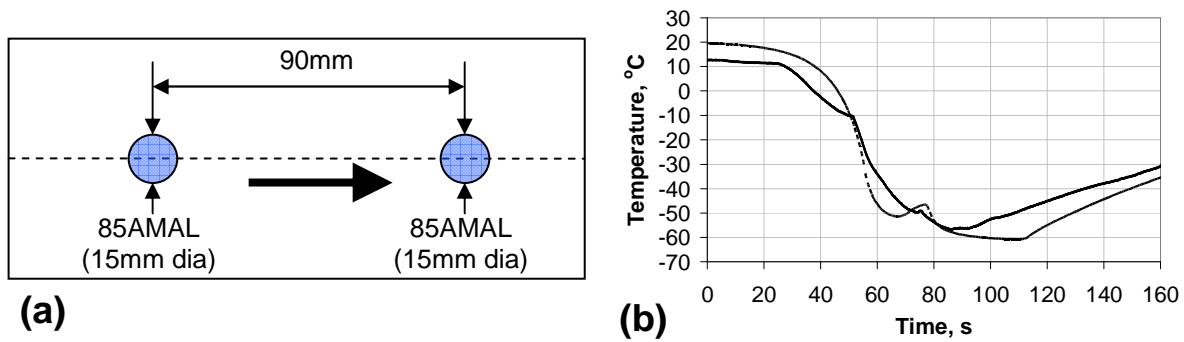 90mm
85AMAL
(15mm dia)
85AMAL
(15mm dia)
(a)
30
20
10
0
-10
-20
-30
-40
-50
-60
-70
Temperature, °C
0 20 40 60 80 100 120 140 160
Time, s
(b)